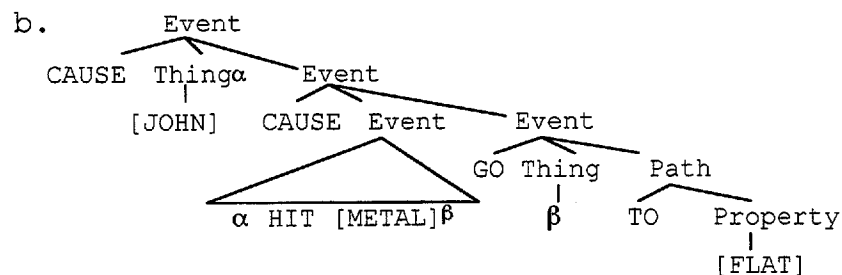 b.
Event
CAUSE Thingα Event
[JOHN] CAUSE Event Event
GO Thing Path
α HIT [METAL]β β TO Property
[FLAT]